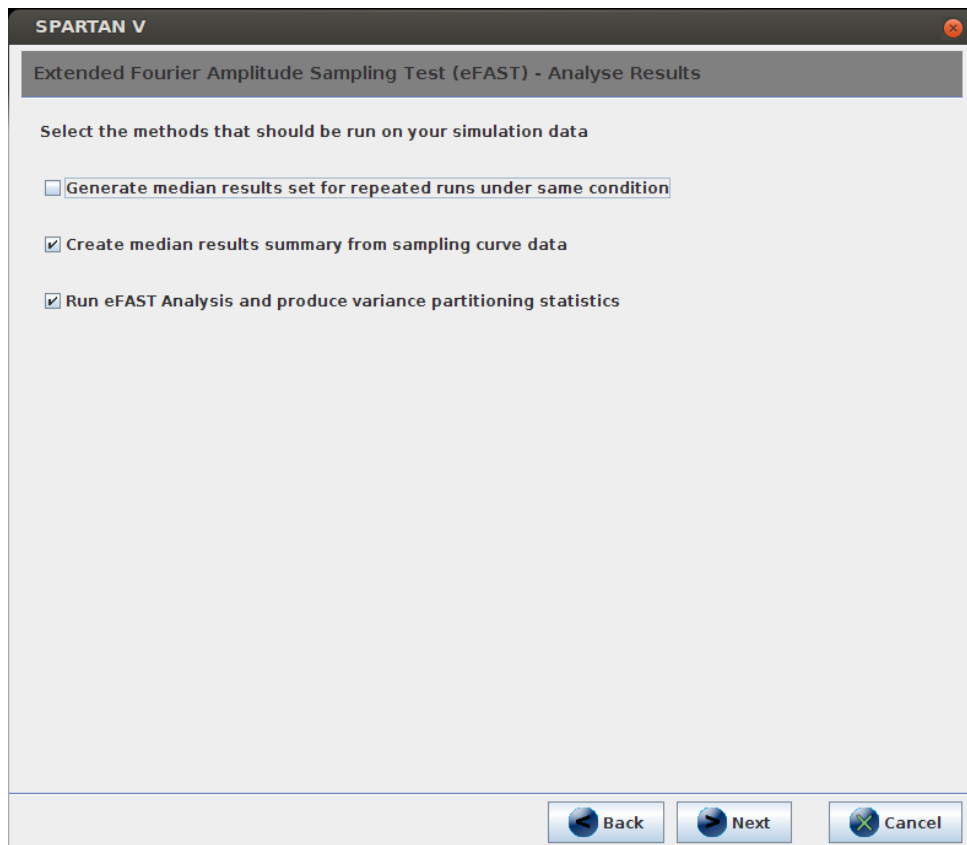 SPARTAN V
Extended Fourier Amplitude Sampling Test (eFAST) - Analyse Results
Select the methods that should be run on your simulation data
Generate median results set for repeated runs under same condition
Create median results summary from sampling curve data
Run eFAST Analysis and produce variance partitioning statistics
Back Next Cancel